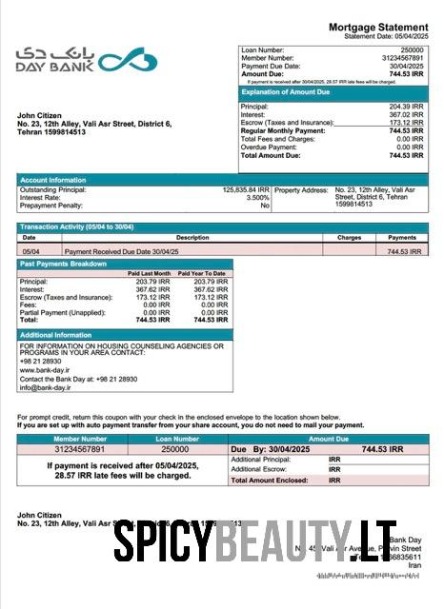 Mortgage Statement
Statement Date: 05/04/2025
بانک دی
DAY BANK
Loan Number: 250000
Member Number: 31234567891
Payment Due Date: 30/04/2025
Amount Due: 744.53 IRR
If payment is received after 30/04/2025, 28.57 IRR late fees will be charged.
Explanation of Amount Due
Principal: 204.39 IRR
Interest: 367.02 IRR
Escrow (Taxes and Insurance): 173.12 IRR
Regular Monthly Payment: 744.53 IRR
Total Fees and Charges: 0.00 IRR
Overdue Payment: 0.00 IRR
Total Amount Due: 744.53 IRR
John Citizen
No. 23, 12th Alley, Vali Asr Street, District 6,
Tehran 1599814513
Account Information
Outstanding Principal: 125,835.84 IRR
Interest Rate: 3.500%
Prepayment Penalty: No
Property Address: No. 23, 12th Alley, Vali Asr
Street, District 6, Tehran
1599814513
Transaction Activity (05/04 to 30/04)
Date Description Charges Payments
05/04 Payment Received Due Date 30/04/25 744.53 IRR
Past Payments Breakdown
Paid Last Month Paid Year To Date
Principal: 203.79 IRR 203.79 IRR
Interest: 367.62 IRR 367.62 IRR
Escrow (Taxes and Insurance): 173.12 IRR 173.12 IRR
Fees: 0.00 IRR 0.00 IRR
Partial Payment (Unapplied): 0.00 IRR 0.00 IRR
Total: 744.53 IRR 744.53 IRR
Additional Information
FOR INFORMATION ON HOUSING COUNSELING AGENCIES OR
PROGRAMS IN YOUR AREA CONTACT:
+98 21 28930
www.bank-day.ir
Contact the Bank Day at: +98 21 28930
info@bank-day.ir
For prompt credit, return this coupon with your check in the enclosed envelope to the location shown below.
If you are set up with auto payment transfer from your share account, you do not need to mail your payment.
Member Number Loan Number Amount Due
31234567891 250000 Due By: 30/04/2025 744.53 IRR
If payment is received after 05/04/2025,
28.57 IRR late fees will be charged.
Additional Principal: IRR
Additional Escrow: IRR
Total Amount Enclosed: IRR
John Citizen
No. 23, 12th Alley, Vali Asr
SPICYBEAUTY.LT
Bank Day
Street
Iran